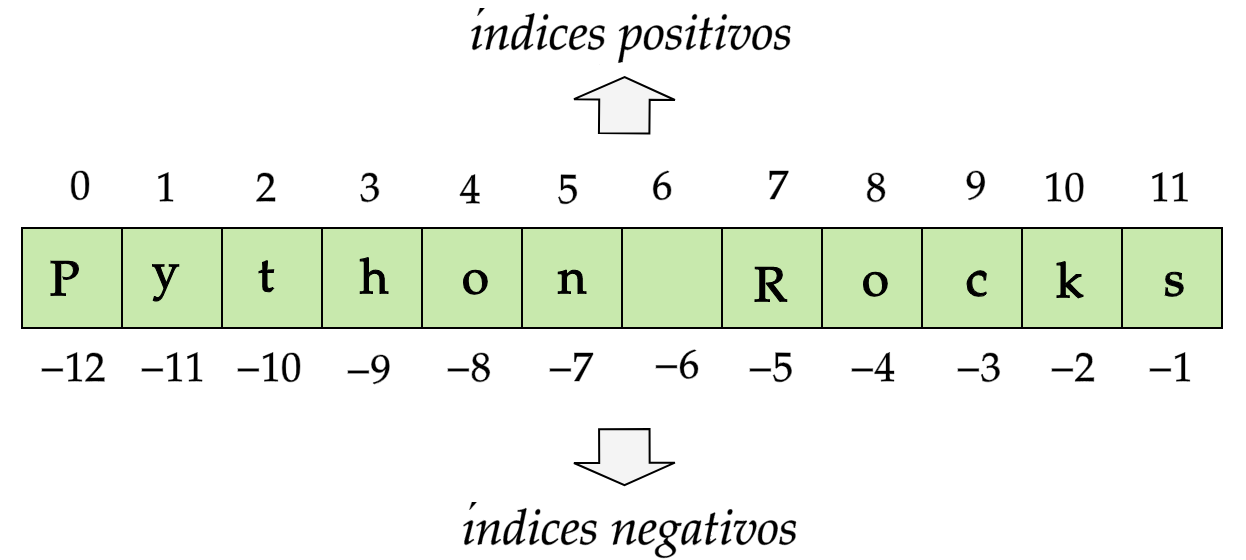 índices positivos
0 1 2 3 4 5 6 7 8 9 10 11
P y t h o n R o c k s
–12 –11 –10 –9 –8 –7 –6 –5 –4 –3 –2 –1
índices negativos